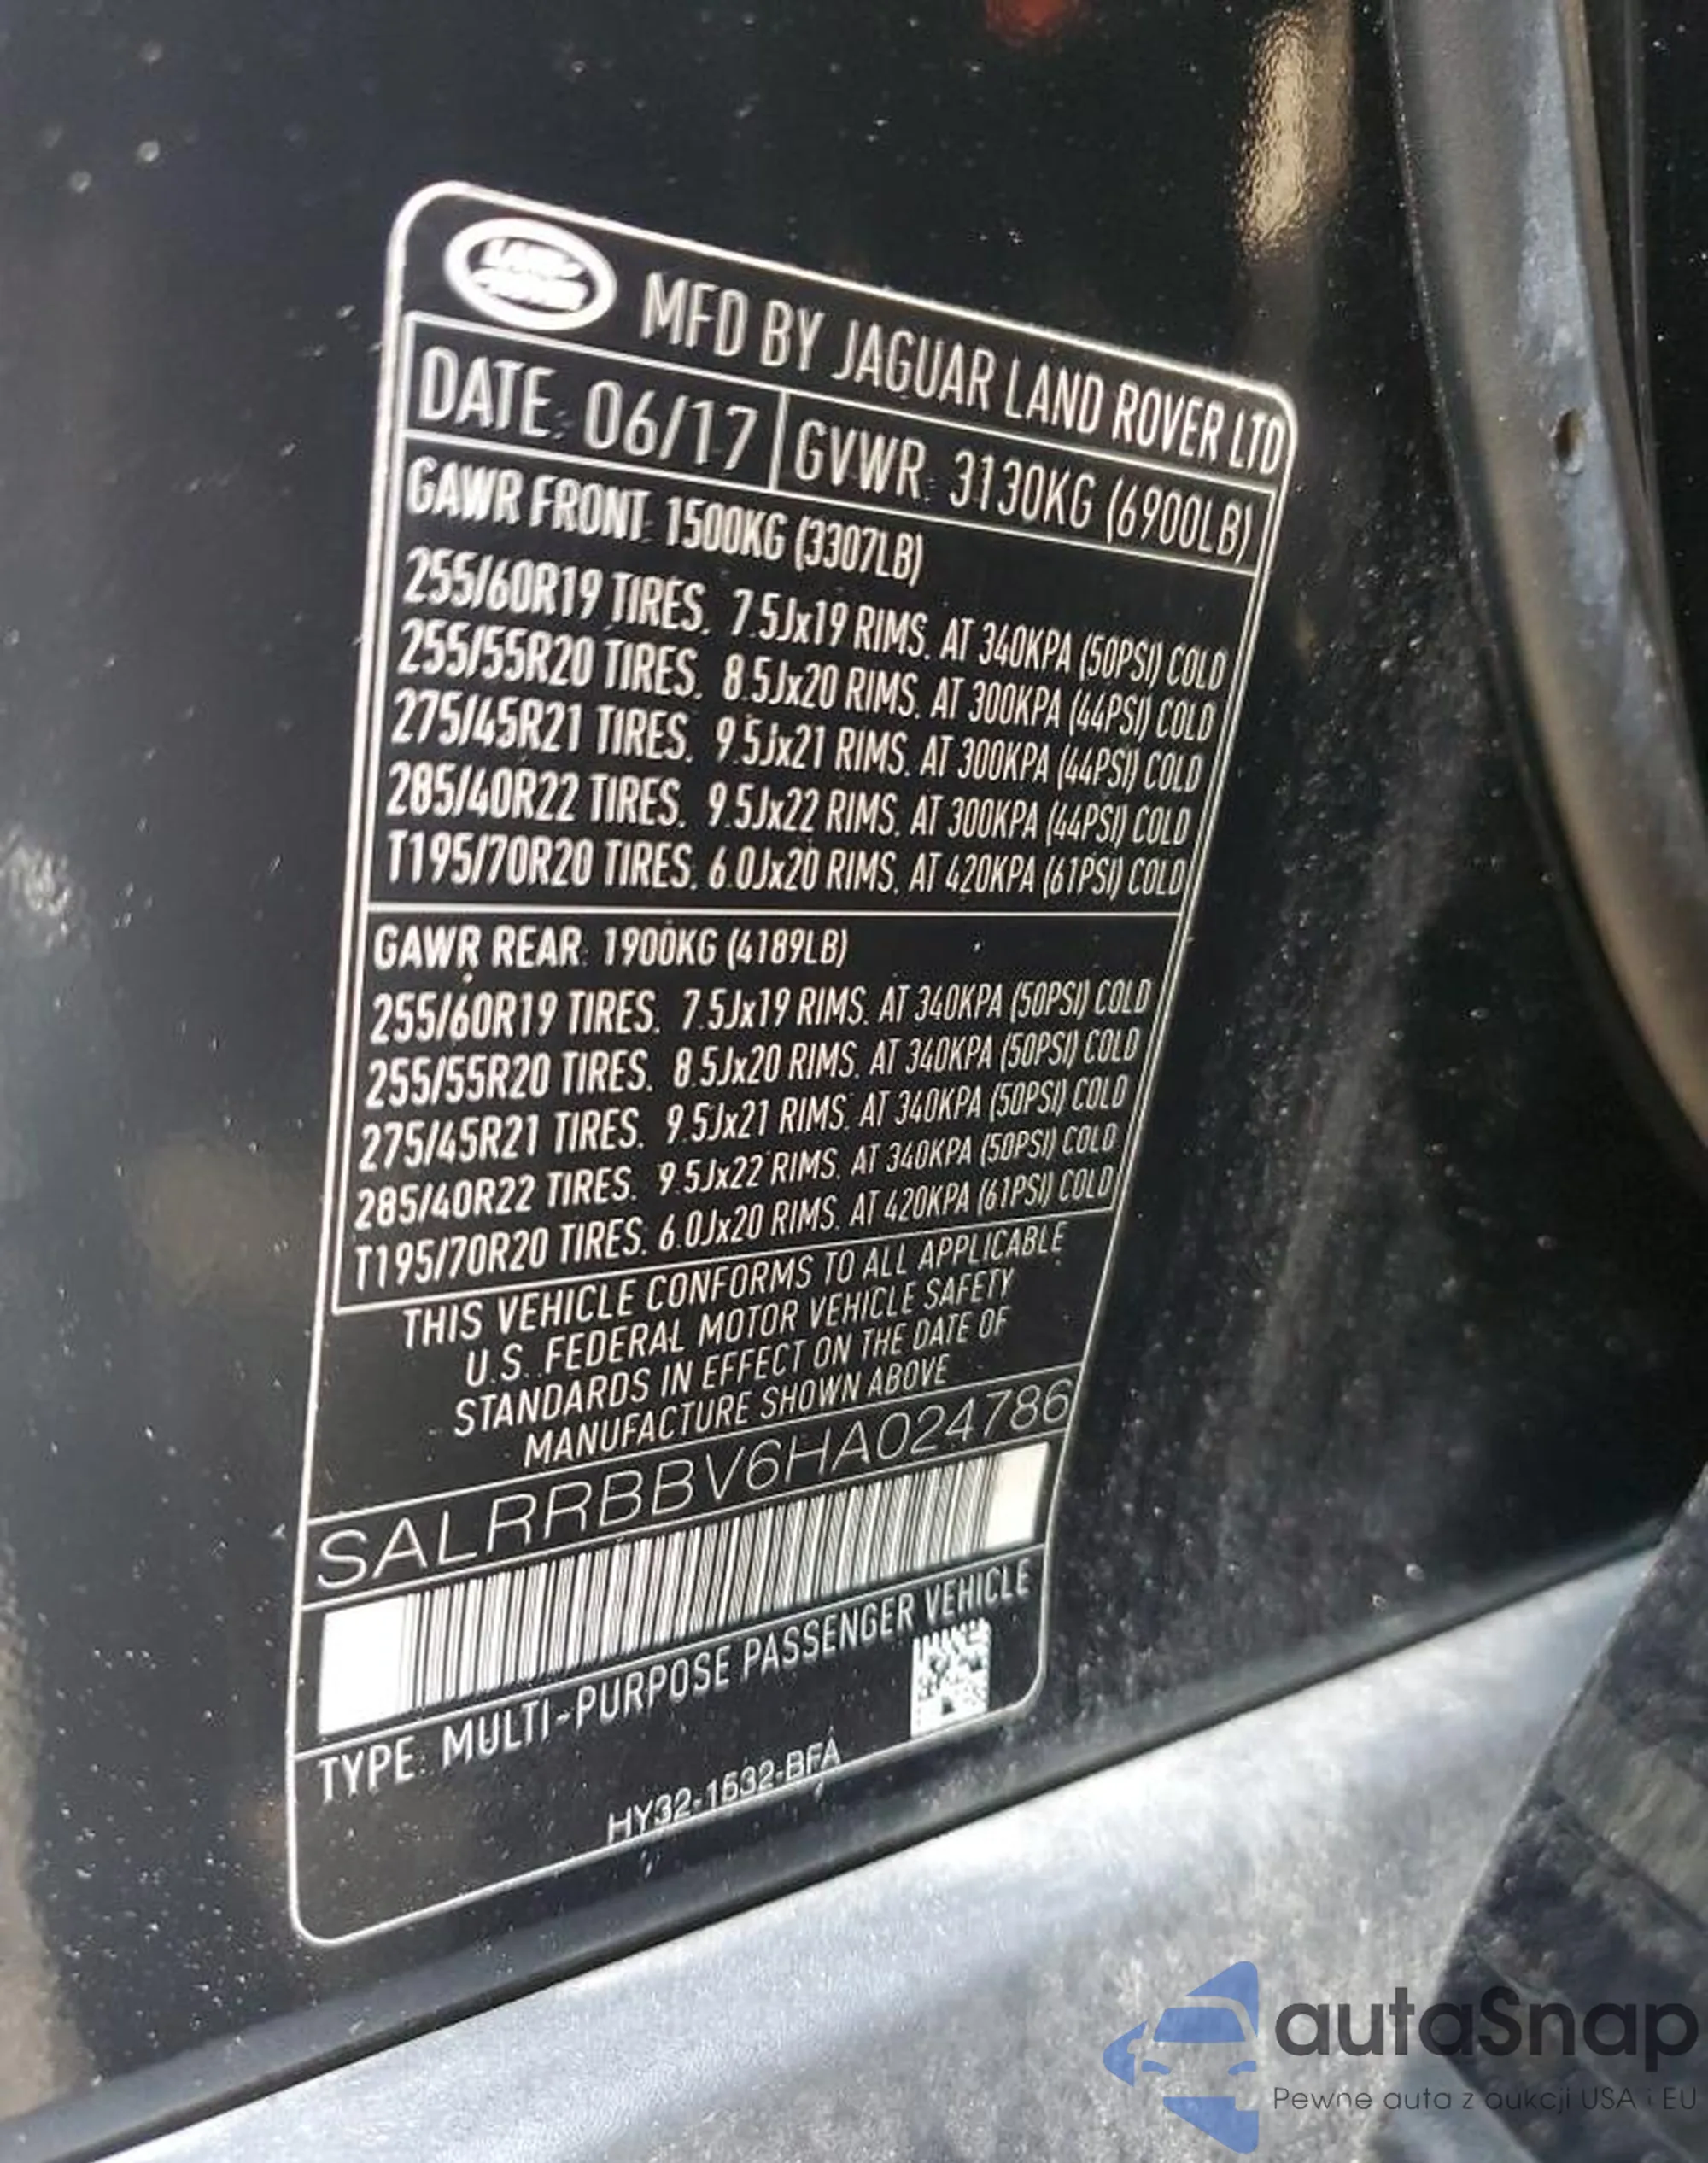 LAND-
ROVER
MFD BY JAGUAR LAND ROVER LTD
DATE: 06/17 GVWR: 3130KG (6900LB)
GAWR FRONT: 1500KG (3307LB)
255/60R19 TIRES. 7.5Jx19 RIMS. AT 340KPA (50PSI) COLD
255/55R20 TIRES. 8.5Jx20 RIMS. AT 300KPA (44PSI) COLD
275/45R21 TIRES. 9.5Jx21 RIMS. AT 300KPA (44PSI) COLD
285/40R22 TIRES. 9.5Jx22 RIMS. AT 300KPA (44PSI) COLD
T195/70R20 TIRES. 6.0Jx20 RIMS. AT 420KPA (61PSI) COLD
GAWR REAR: 1900KG (4189LB)
255/60R19 TIRES. 7.5Jx19 RIMS. AT 340KPA (50PSI) COLD
255/55R20 TIRES. 8.5Jx20 RIMS. AT 340KPA (50PSI) COLD
275/45R21 TIRES. 9.5Jx21 RIMS. AT 340KPA (50PSI) COLD
285/40R22 TIRES. 9.5Jx22 RIMS. AT 340KPA (50PSI) COLD
T195/70R20 TIRES. 6.0Jx20 RIMS. AT 420KPA (61PSI) COLD
THIS VEHICLE CONFORMS TO ALL APPLICABLE
U.S. FEDERAL MOTOR VEHICLE SAFETY
STANDARDS IN EFFECT ON THE DATE OF
MANUFACTURE SHOWN ABOVE
SALRRBBV6HA024786
TYPE: MULTI-PURPOSE PASSENGER VEHICLE
HY32-1532-BFA
autaSnap
Pewne auta z aukcji USA i EU